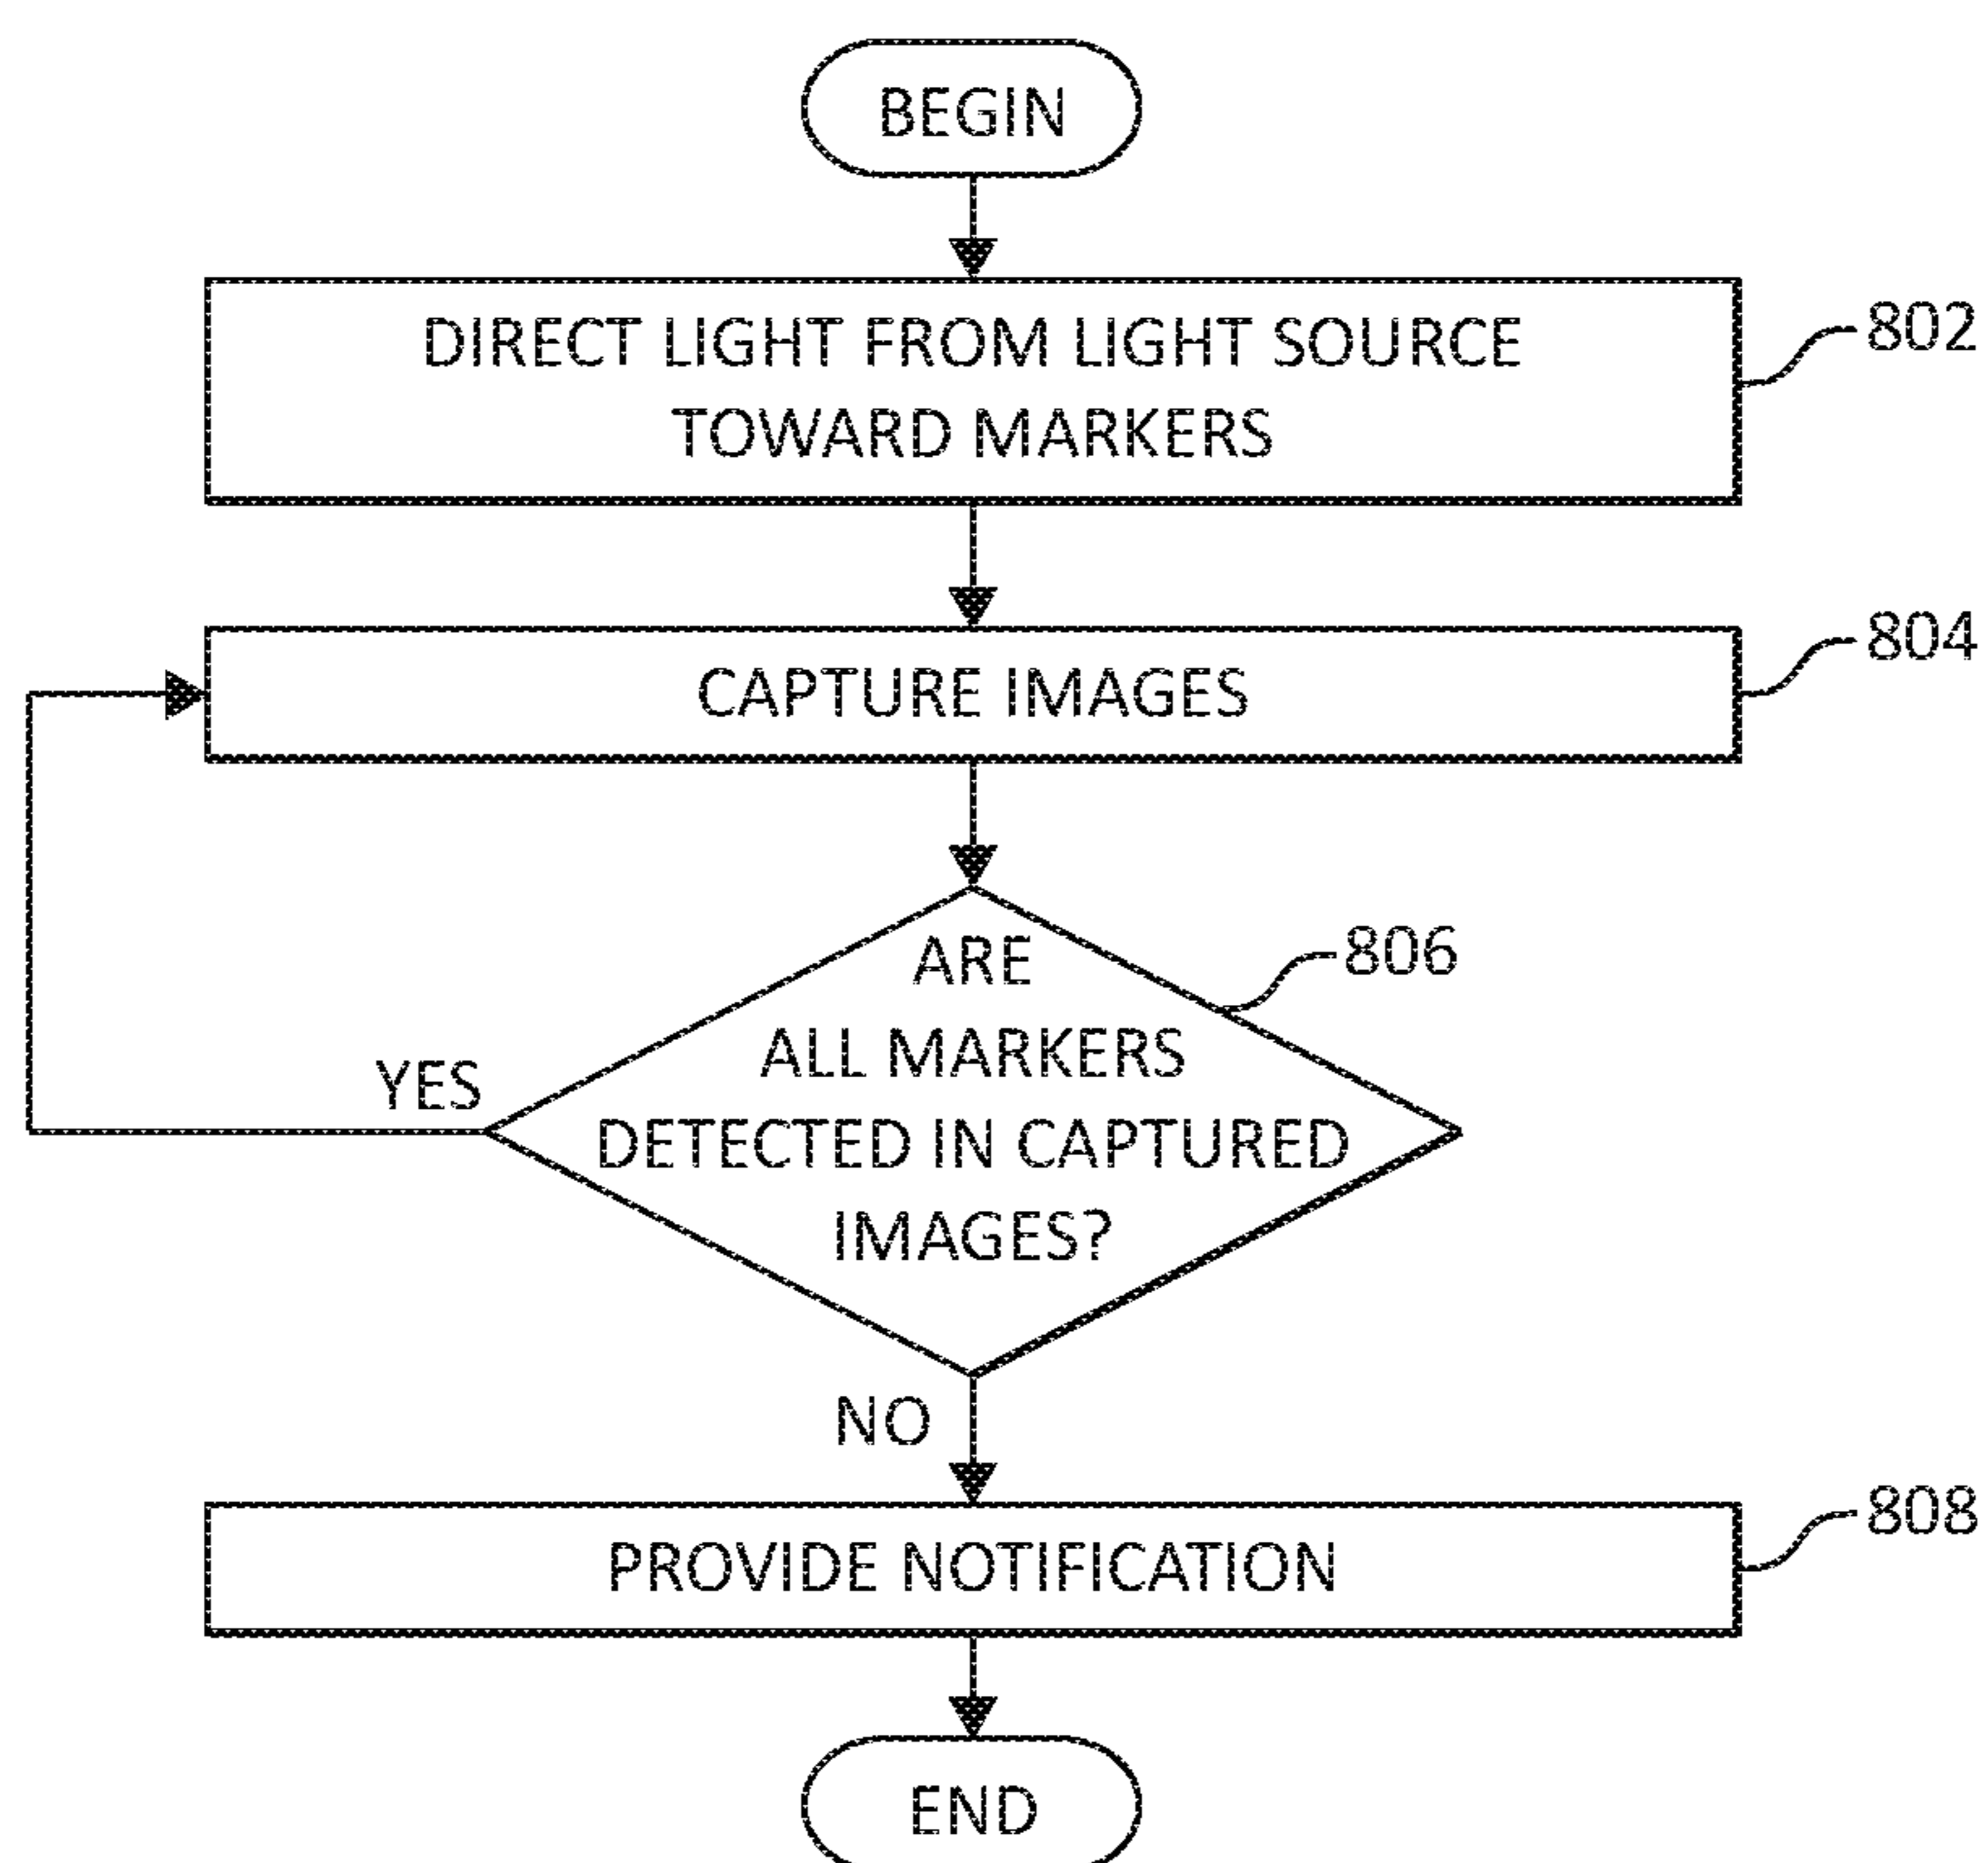 BEGIN
DIRECT LIGHT FROM LIGHT SOURCE
TOWARD MARKERS
802
CAPTURE IMAGES
804
ARE
ALL MARKERS
DETECTED IN CAPTURED
IMAGES?
806
YES
NO
PROVIDE NOTIFICATION
808
END